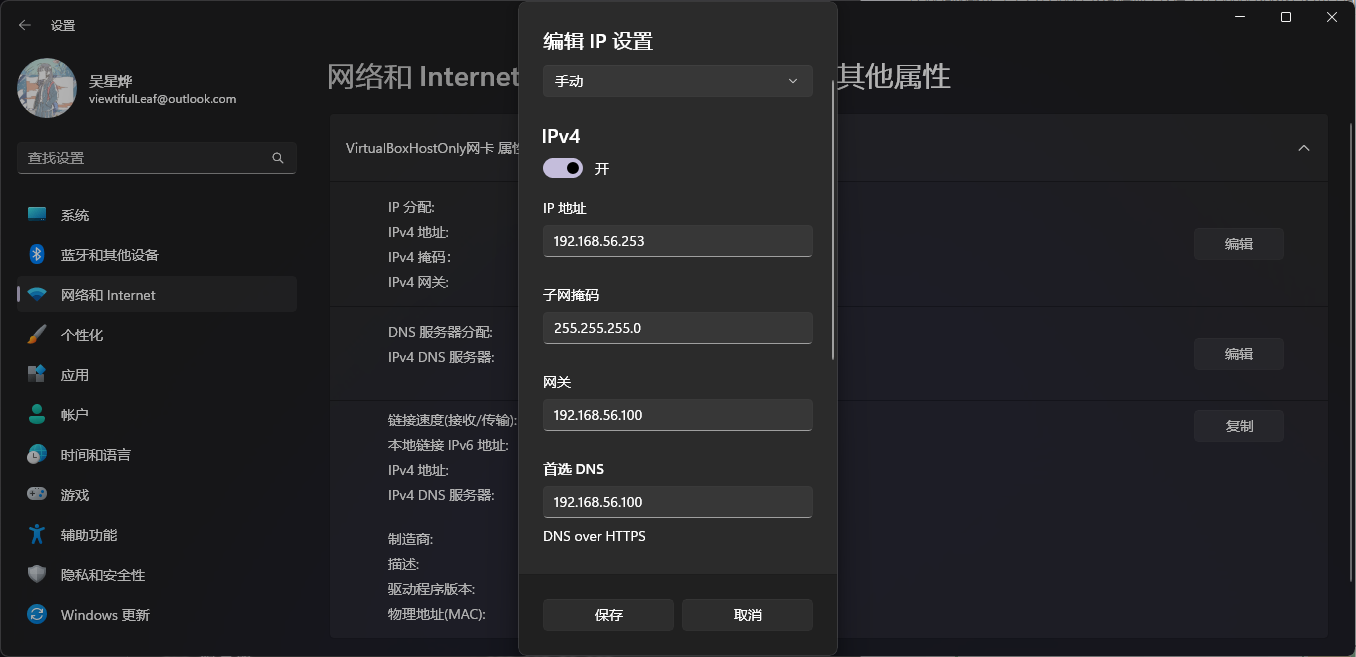 设置
吴星烨
viewtifulLeaf@outlook.com
查找设置
系统
蓝牙和其他设备
网络和 Internet
个性化
应用
帐户
时间和语言
游戏
辅助功能
隐私和安全性
Windows 更新
网络和 Internet
其他属性
VirtualBoxHostOnly网卡 属性
IP 分配:
IPv4 地址:
IPv4 掩码:
IPv4 网关:
编辑
DNS 服务器分配:
IPv4 DNS 服务器:
编辑
链接速度(接收/传输):
本地链接 IPv6 地址:
IPv4 地址:
IPv4 DNS 服务器:
制造商:
描述:
驱动程序版本:
物理地址(MAC):
复制
编辑 IP 设置
手动
IPv4
开
IP 地址
192.168.56.253
子网掩码
255.255.255.0
网关
192.168.56.100
首选 DNS
192.168.56.100
DNS over HTTPS
保存
取消